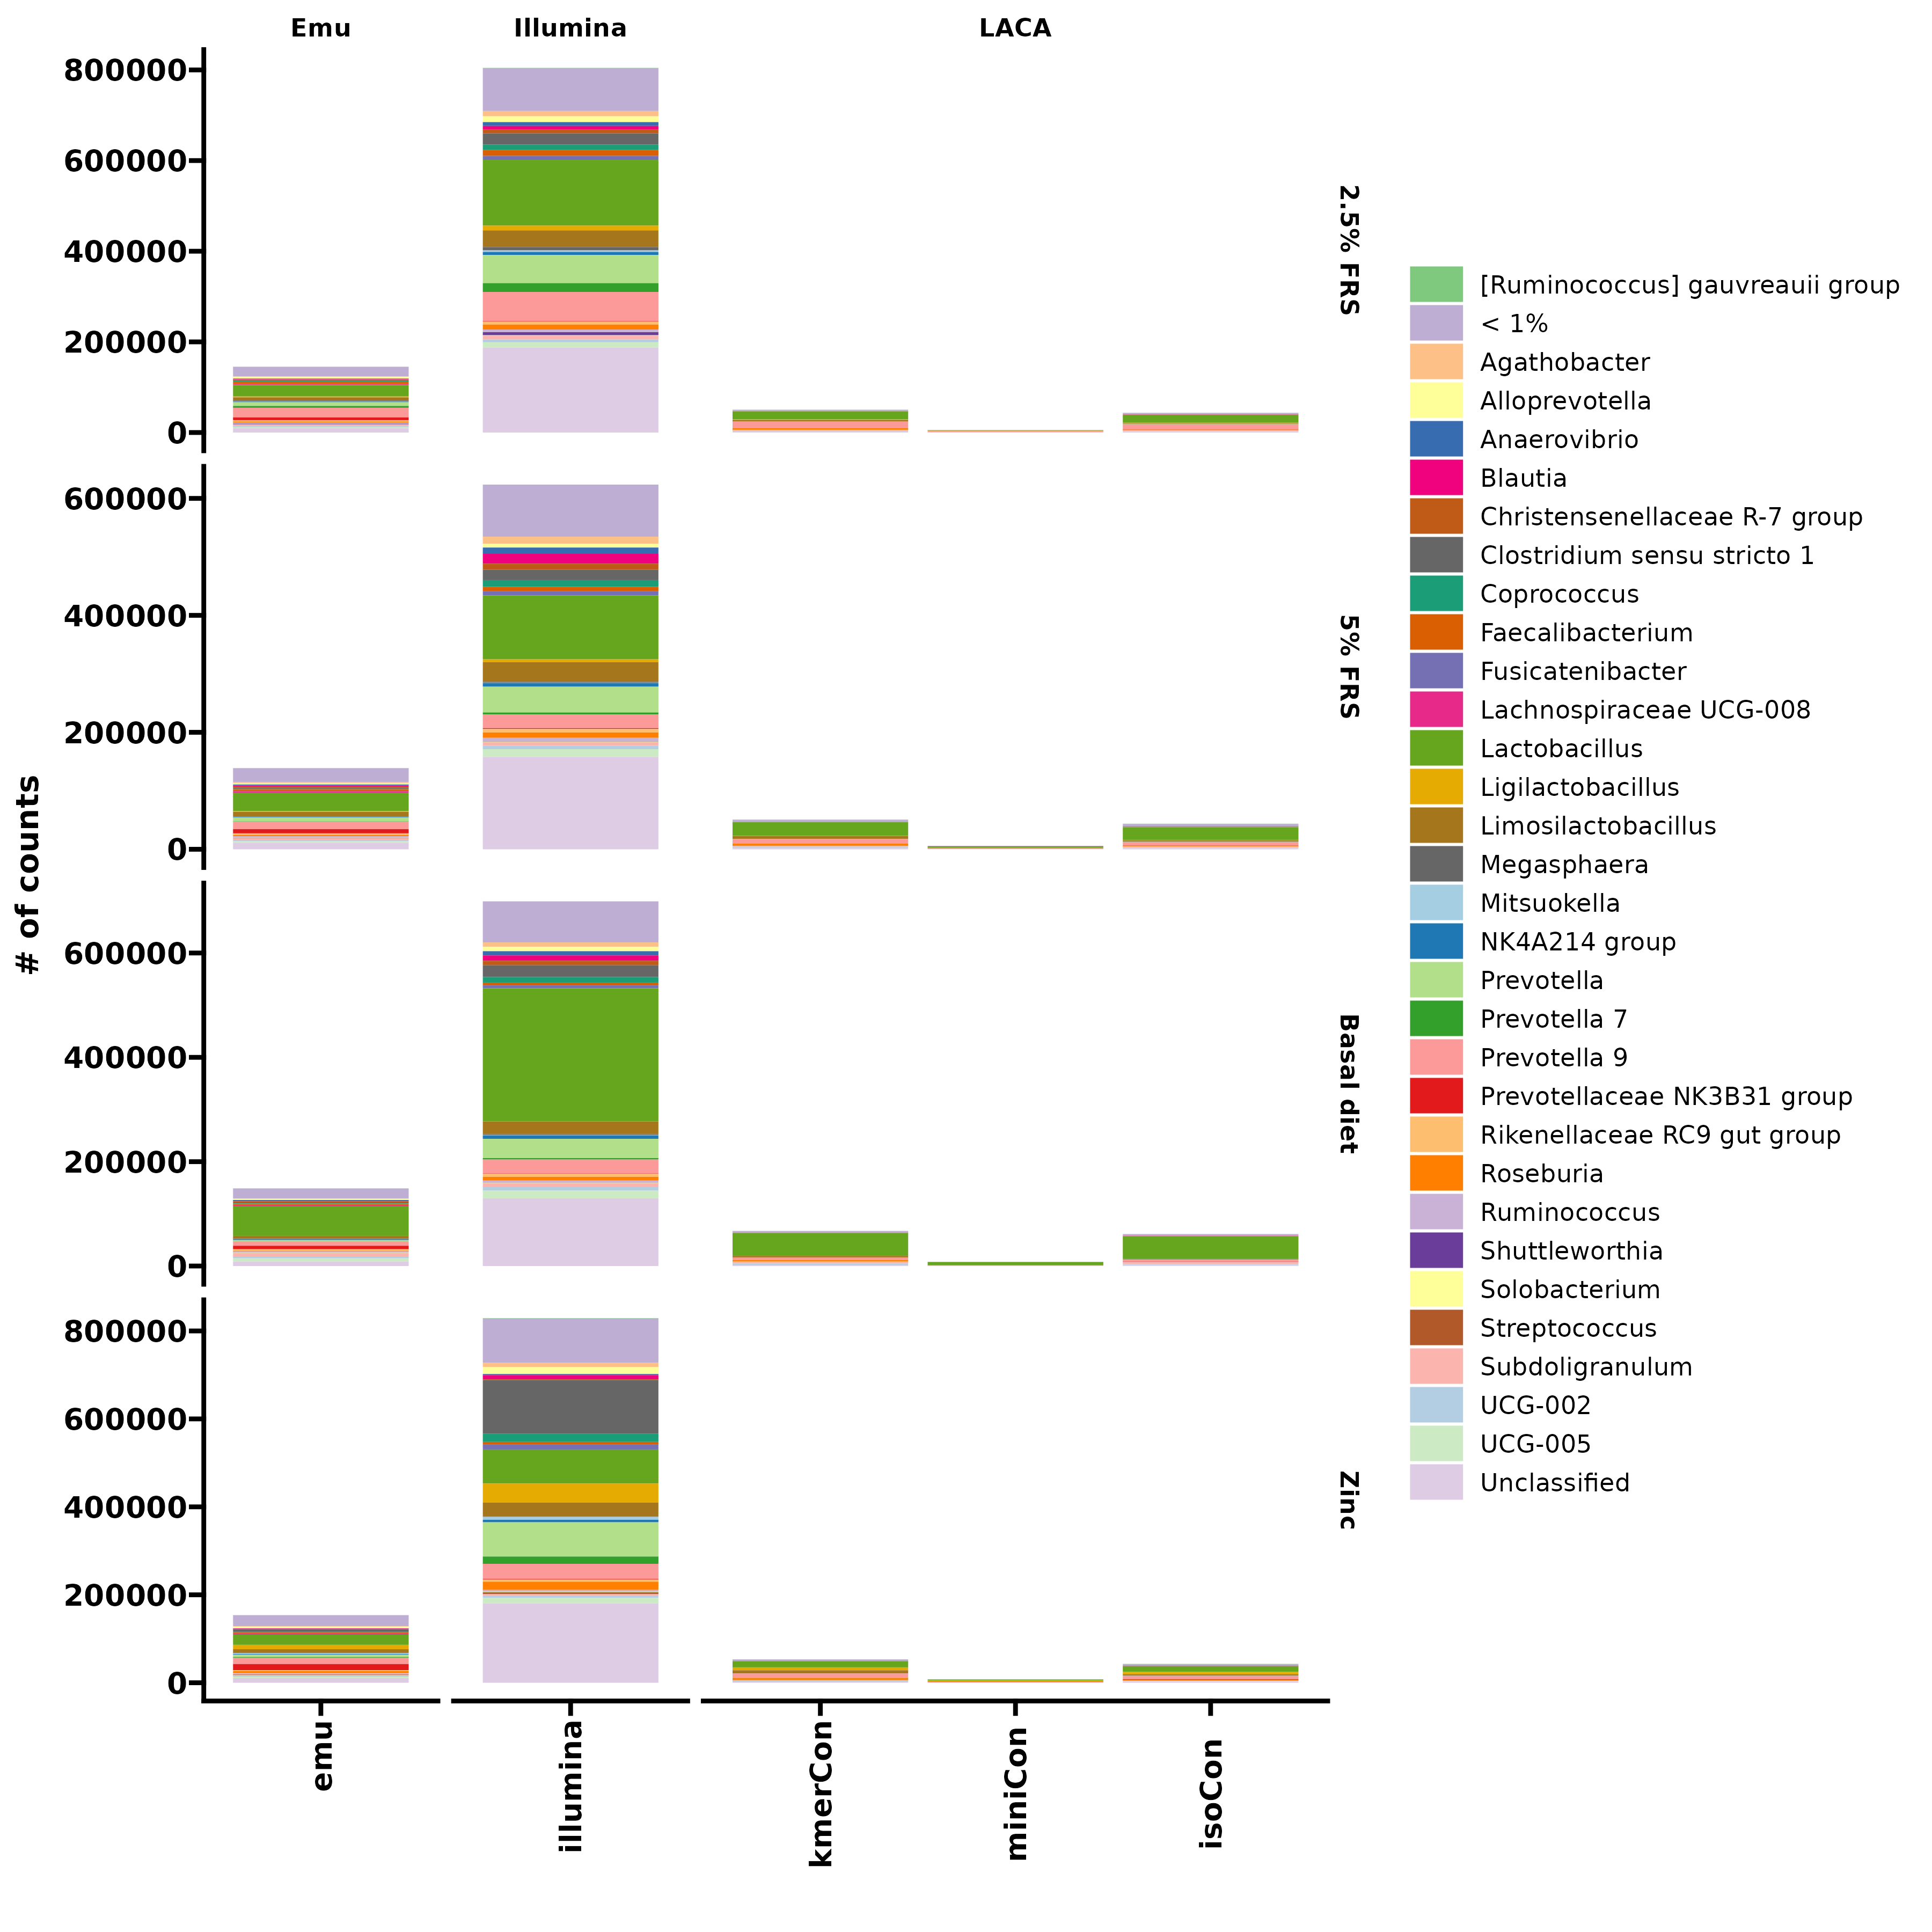 Emu
Illumina
LACA
# of counts
800000
600000
400000
200000
0
2.5% FRS
600000
400000
200000
0
5% FRS
600000
400000
200000
0
Basal diet
800000
600000
400000
200000
0
Zinc
emu
illumina
kmerCon
miniCon
isoCon
[Ruminococcus] gauvreauii group
< 1%
Agathobacter
Alloprevotella
Anaerovibrio
Blautia
Christensenellaceae R-7 group
Clostridium sensu stricto 1
Coprococcus
Faecalibacterium
Fusicatenibacter
Lachnospiraceae UCG-008
Lactobacillus
Ligilactobacillus
Limosilactobacillus
Megasphaera
Mitsuokella
NK4A214 group
Prevotella
Prevotella 7
Prevotella 9
Prevotellaceae NK3B31 group
Rikenellaceae RC9 gut group
Roseburia
Ruminococcus
Shuttleworthia
Solobacterium
Streptococcus
Subdoligranulum
UCG-002
UCG-005
Unclassified